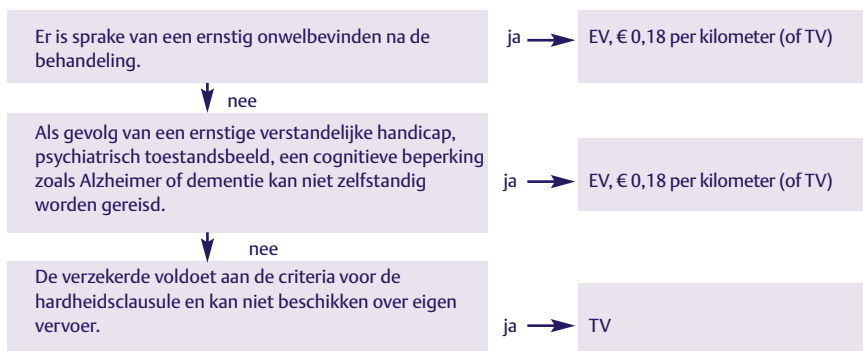 Er is sprake van een ernstig onwelbevinden na de
behandeling.
ja
EV, € 0,18 per kilometer (of TV)
nee
Als gevolg van een ernstige verstandelijke handicap,
psychiatrisch toestandsbeeld, een cognitieve beperking
zoals Alzheimer of dementie kan niet zelfstandig
worden gereisd.
ja
EV, € 0,18 per kilometer (of TV)
nee
De verzekerde voldoet aan de criteria voor de
hardheidsclausule en kan niet beschikken over eigen
vervoer.
ja
TV